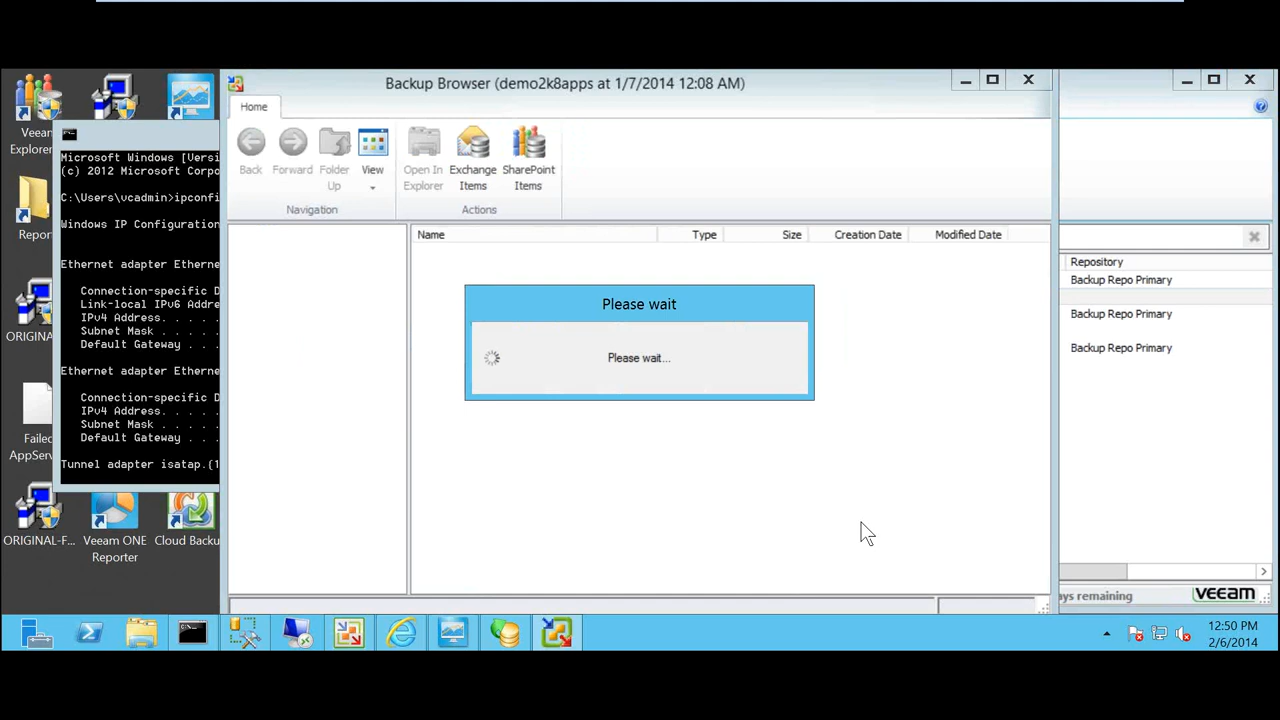 Backup Browser (demo2k8apps at 1/7/2014 12:08 AM)
Home
Back
Forward
Folder Up
View
Open In Explorer
Exchange Items
SharePoint Items
Navigation
Actions
Name
Type
Size
Creation Date
Modified Date
Please wait
Please wait...
Repository
Backup Repo Primary
Backup Repo Primary
Backup Repo Primary
ys remaining
veeam
Veeam
Explorer
Report
ORIGINAL
Failed
AppServ
ORIGINAL-F...
Veeam ONE
Reporter
Cloud Backu
Microsoft Windows [Versi
(c) 2012 Microsoft Corpo
C:\Users\vcadmin>ipconfi
Windows IP Configuration
Ethernet adapter Etherne
Connection-specific D
Link-local IPv6 Addre
IPv4 Address. . . . .
Subnet Mask . . . . .
Default Gateway . . .
Ethernet adapter Etherne
Connection-specific D
IPv4 Address. . . . .
Subnet Mask . . . . .
Default Gateway . . .
Tunnel adapter isatap.{1
12:50 PM
2/6/2014